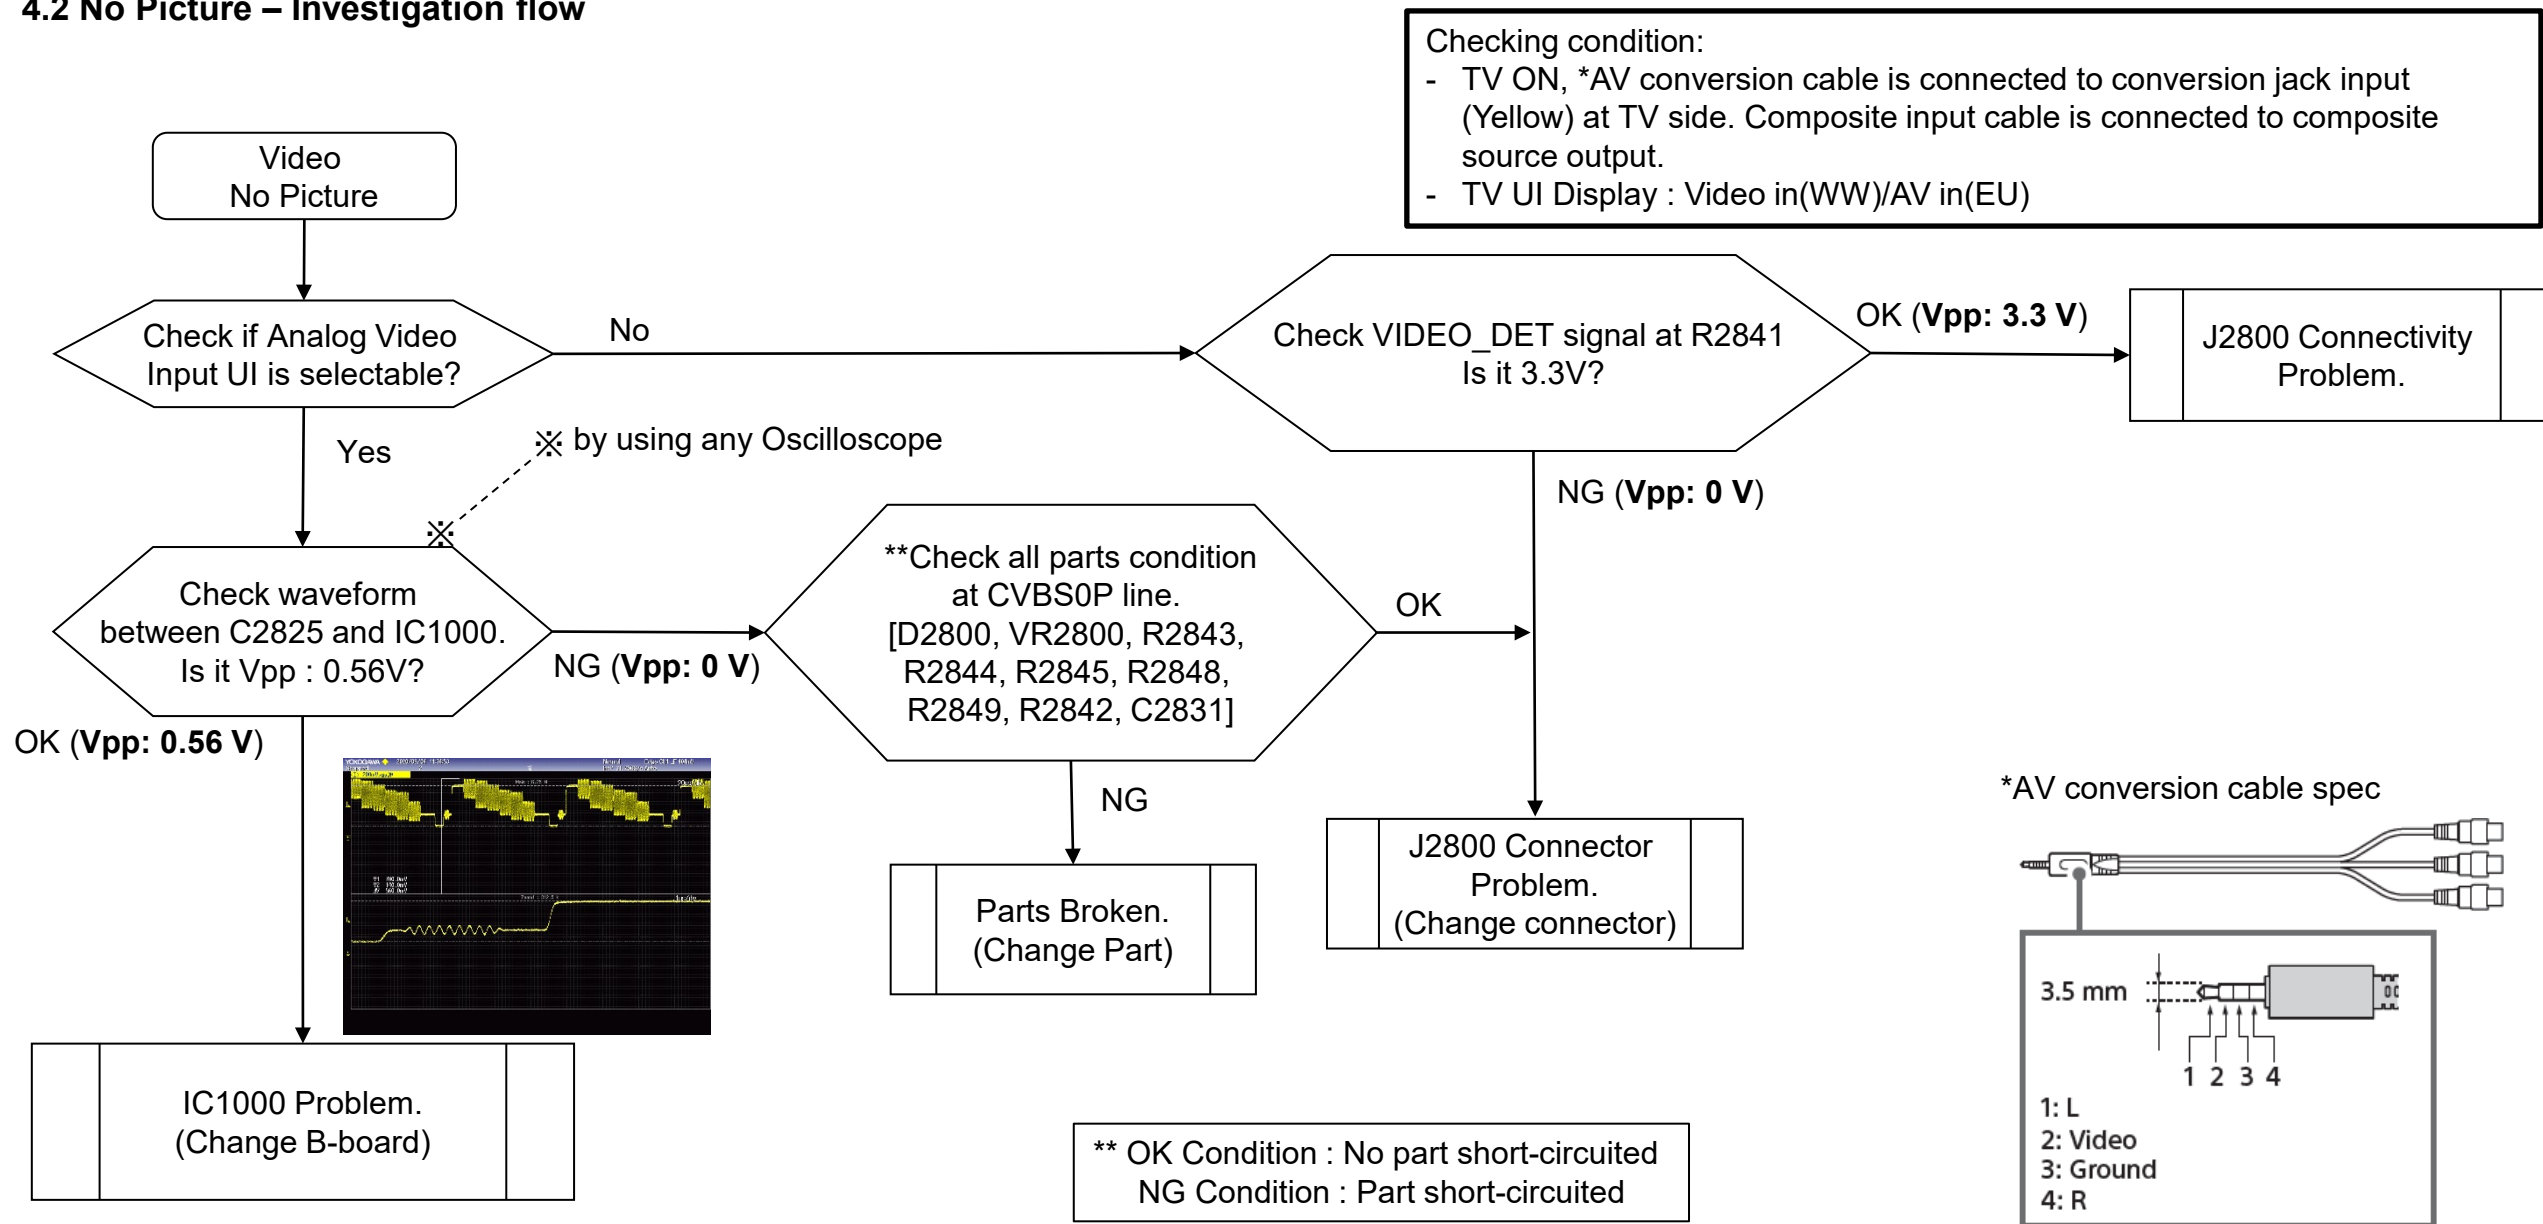 4.2 No Picture – Investigation flow
Checking condition:
- TV ON, *AV conversion cable is connected to conversion jack input
(Yellow) at TV side. Composite input cable is connected to composite
source output.
- TV UI Display : Video in(WW)/AV in(EU)
Video
No Picture
Check if Analog Video
Input UI is selectable?
No
Check VIDEO_DET signal at R2841
Is it 3.3V?
OK (Vpp: 3.3 V)
J2800 Connectivity
Problem.
Yes
※ by using any Oscilloscope
NG (Vpp: 0 V)
※
Check waveform
between C2825 and IC1000.
Is it Vpp : 0.56V?
NG (Vpp: 0 V)
**Check all parts condition
at CVBS0P line.
[D2800, VR2800, R2843,
R2844, R2845, R2848,
R2849, R2842, C2831]
OK
OK (Vpp: 0.56 V)
YOKOGAWA
NG
Parts Broken.
(Change Part)
J2800 Connector
Problem.
(Change connector)
IC1000 Problem.
(Change B-board)
** OK Condition : No part short-circuited
NG Condition : Part short-circuited
*AV conversion cable spec
3.5 mm
1 2 3 4
1: L
2: Video
3: Ground
4: R